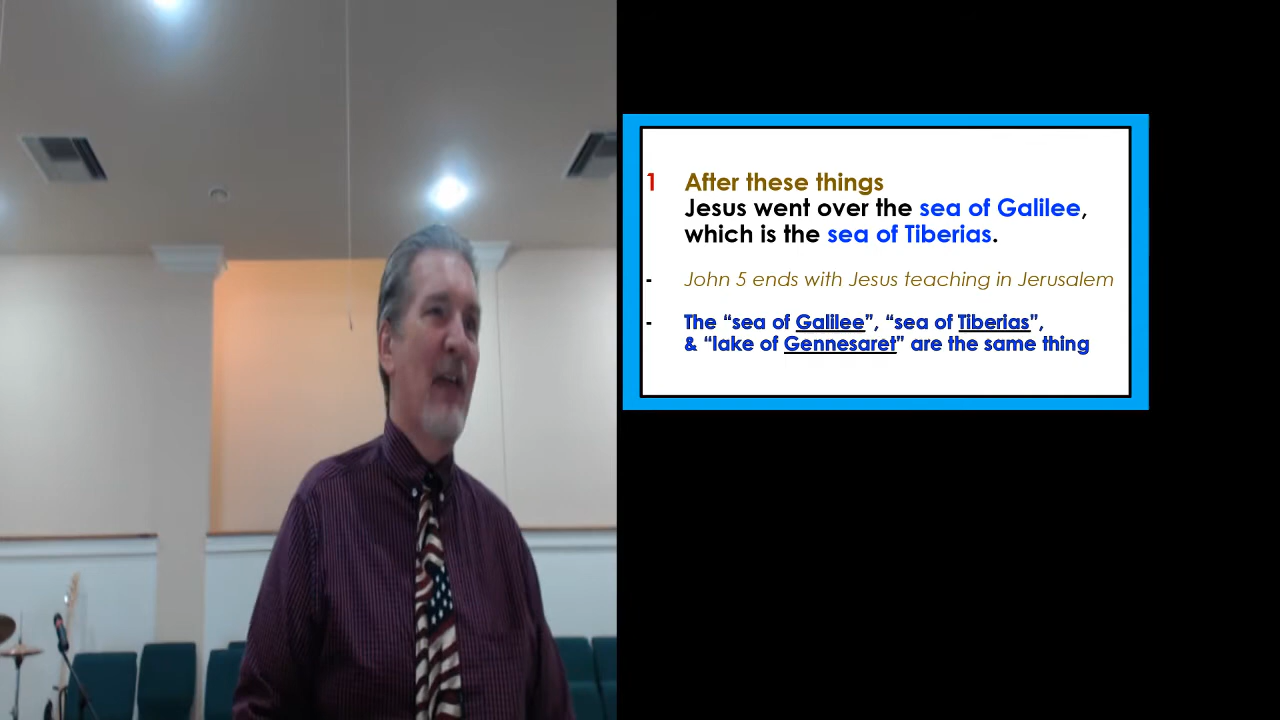 1 After these things
Jesus went over the sea of Galilee,
which is the sea of Tiberias.
- John 5 ends with Jesus teaching in Jerusalem
- The “sea of Galilee”, “sea of Tiberias”,
& “lake of Gennesaret” are the same thing